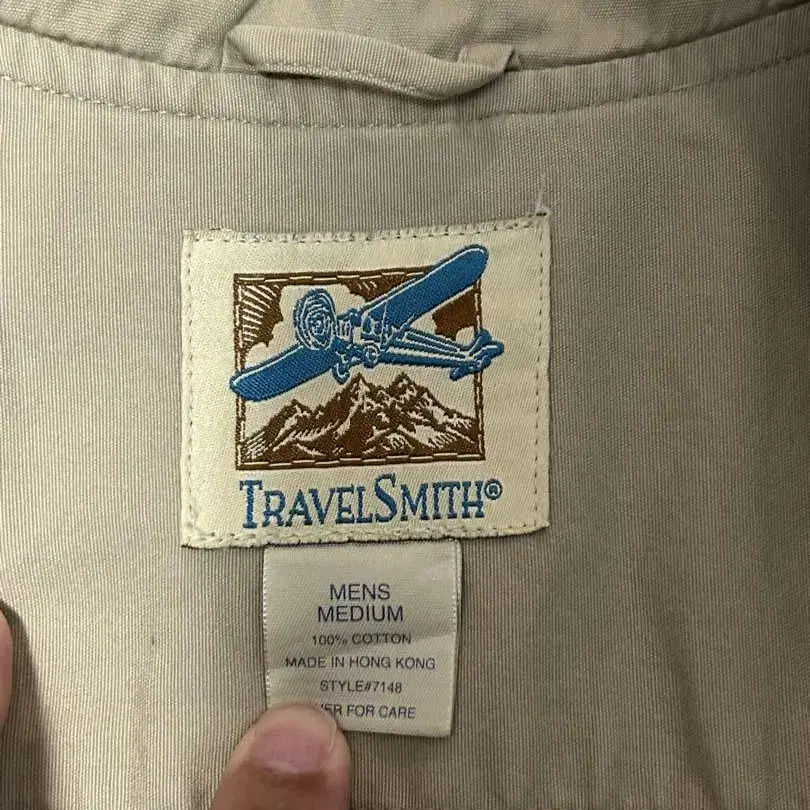 TRAVELSMITH®
MENS
MEDIUM
100% COTTON
MADE IN HONG KONG
STYLE#7148
FOR CARE